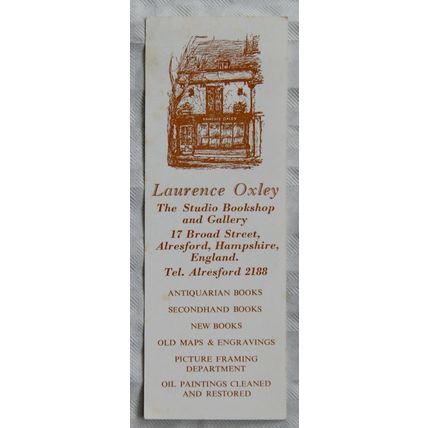 LAURENCE OXLEY
Laurence Oxley
The Studio Bookshop
and Gallery
17 Broad Street,
Alresford, Hampshire,
England.
Tel. Alresford 2188
ANTIQUARIAN BOOKS
SECONDHAND BOOKS
NEW BOOKS
OLD MAPS & ENGRAVINGS
PICTURE FRAMING
DEPARTMENT
OIL PAINTINGS CLEANED
AND RESTORED